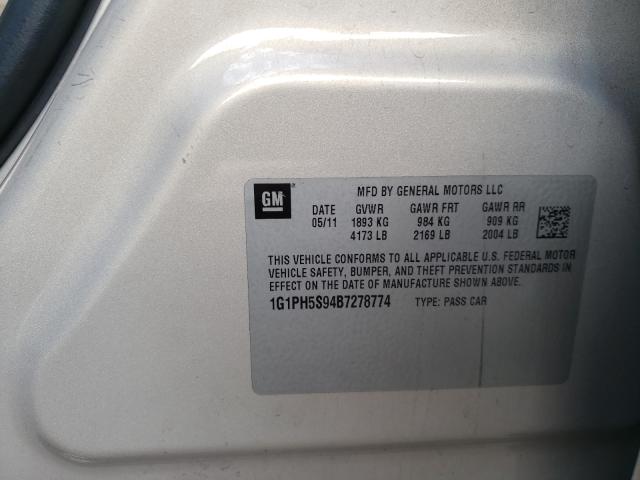 GM
MFD BY GENERAL MOTORS LLC
DATE GVWR GAWR FRT GAWR RR
05/11 1893 KG 984 KG 909 KG
4173 LB 2169 LB 2004 LB
THIS VEHICLE CONFORMS TO ALL APPLICABLE U.S. FEDERAL MOTOR
VEHICLE SAFETY, BUMPER, AND THEFT PREVENTION STANDARDS IN
EFFECT ON THE DATE OF MANUFACTURE SHOWN ABOVE.
1G1PH5S94B7278774 TYPE: PASS CAR